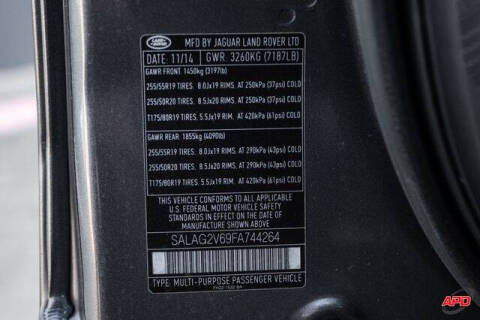 LAND ROVER
MFD BY JAGUAR LAND ROVER LTD
DATE 11/14 GWR. 3260KG (7187LB)
GAWR FRONT: 1450kg (3197lb)
255/55R19 TIRES. 8.0Jx19 RIMS. AT 250kPa (37psi) COLD
255/50R20 TIRES. 8.5Jx20 RIMS. AT 250kPa (37psi) COLD
T175/80R19 TIRES. 5.5Jx19 RIM. AT 420kPa (61psi) COLD
GAWR REAR: 1855kg (4090lb)
255/55R19 TIRES. 8.0Jx19 RIMS. AT 290kPa (43psi) COLD
255/50R20 TIRES. 8.5Jx20 RIMS. AT 290kPa (43psi) COLD
T175/80R19 TIRES. 5.5Jx19 RIM. AT 420kPa (61psi) COLD
THIS VEHICLE CONFORMS TO ALL APPLICABLE
U.S. FEDERAL MOTOR VEHICLE SAFETY
STANDARDS IN EFFECT ON THE DATE OF
MANUFACTURE SHOWN ABOVE
SALAG2V69FA744264
TYPE: MULTI-PURPOSE PASSENGER VEHICLE
APD